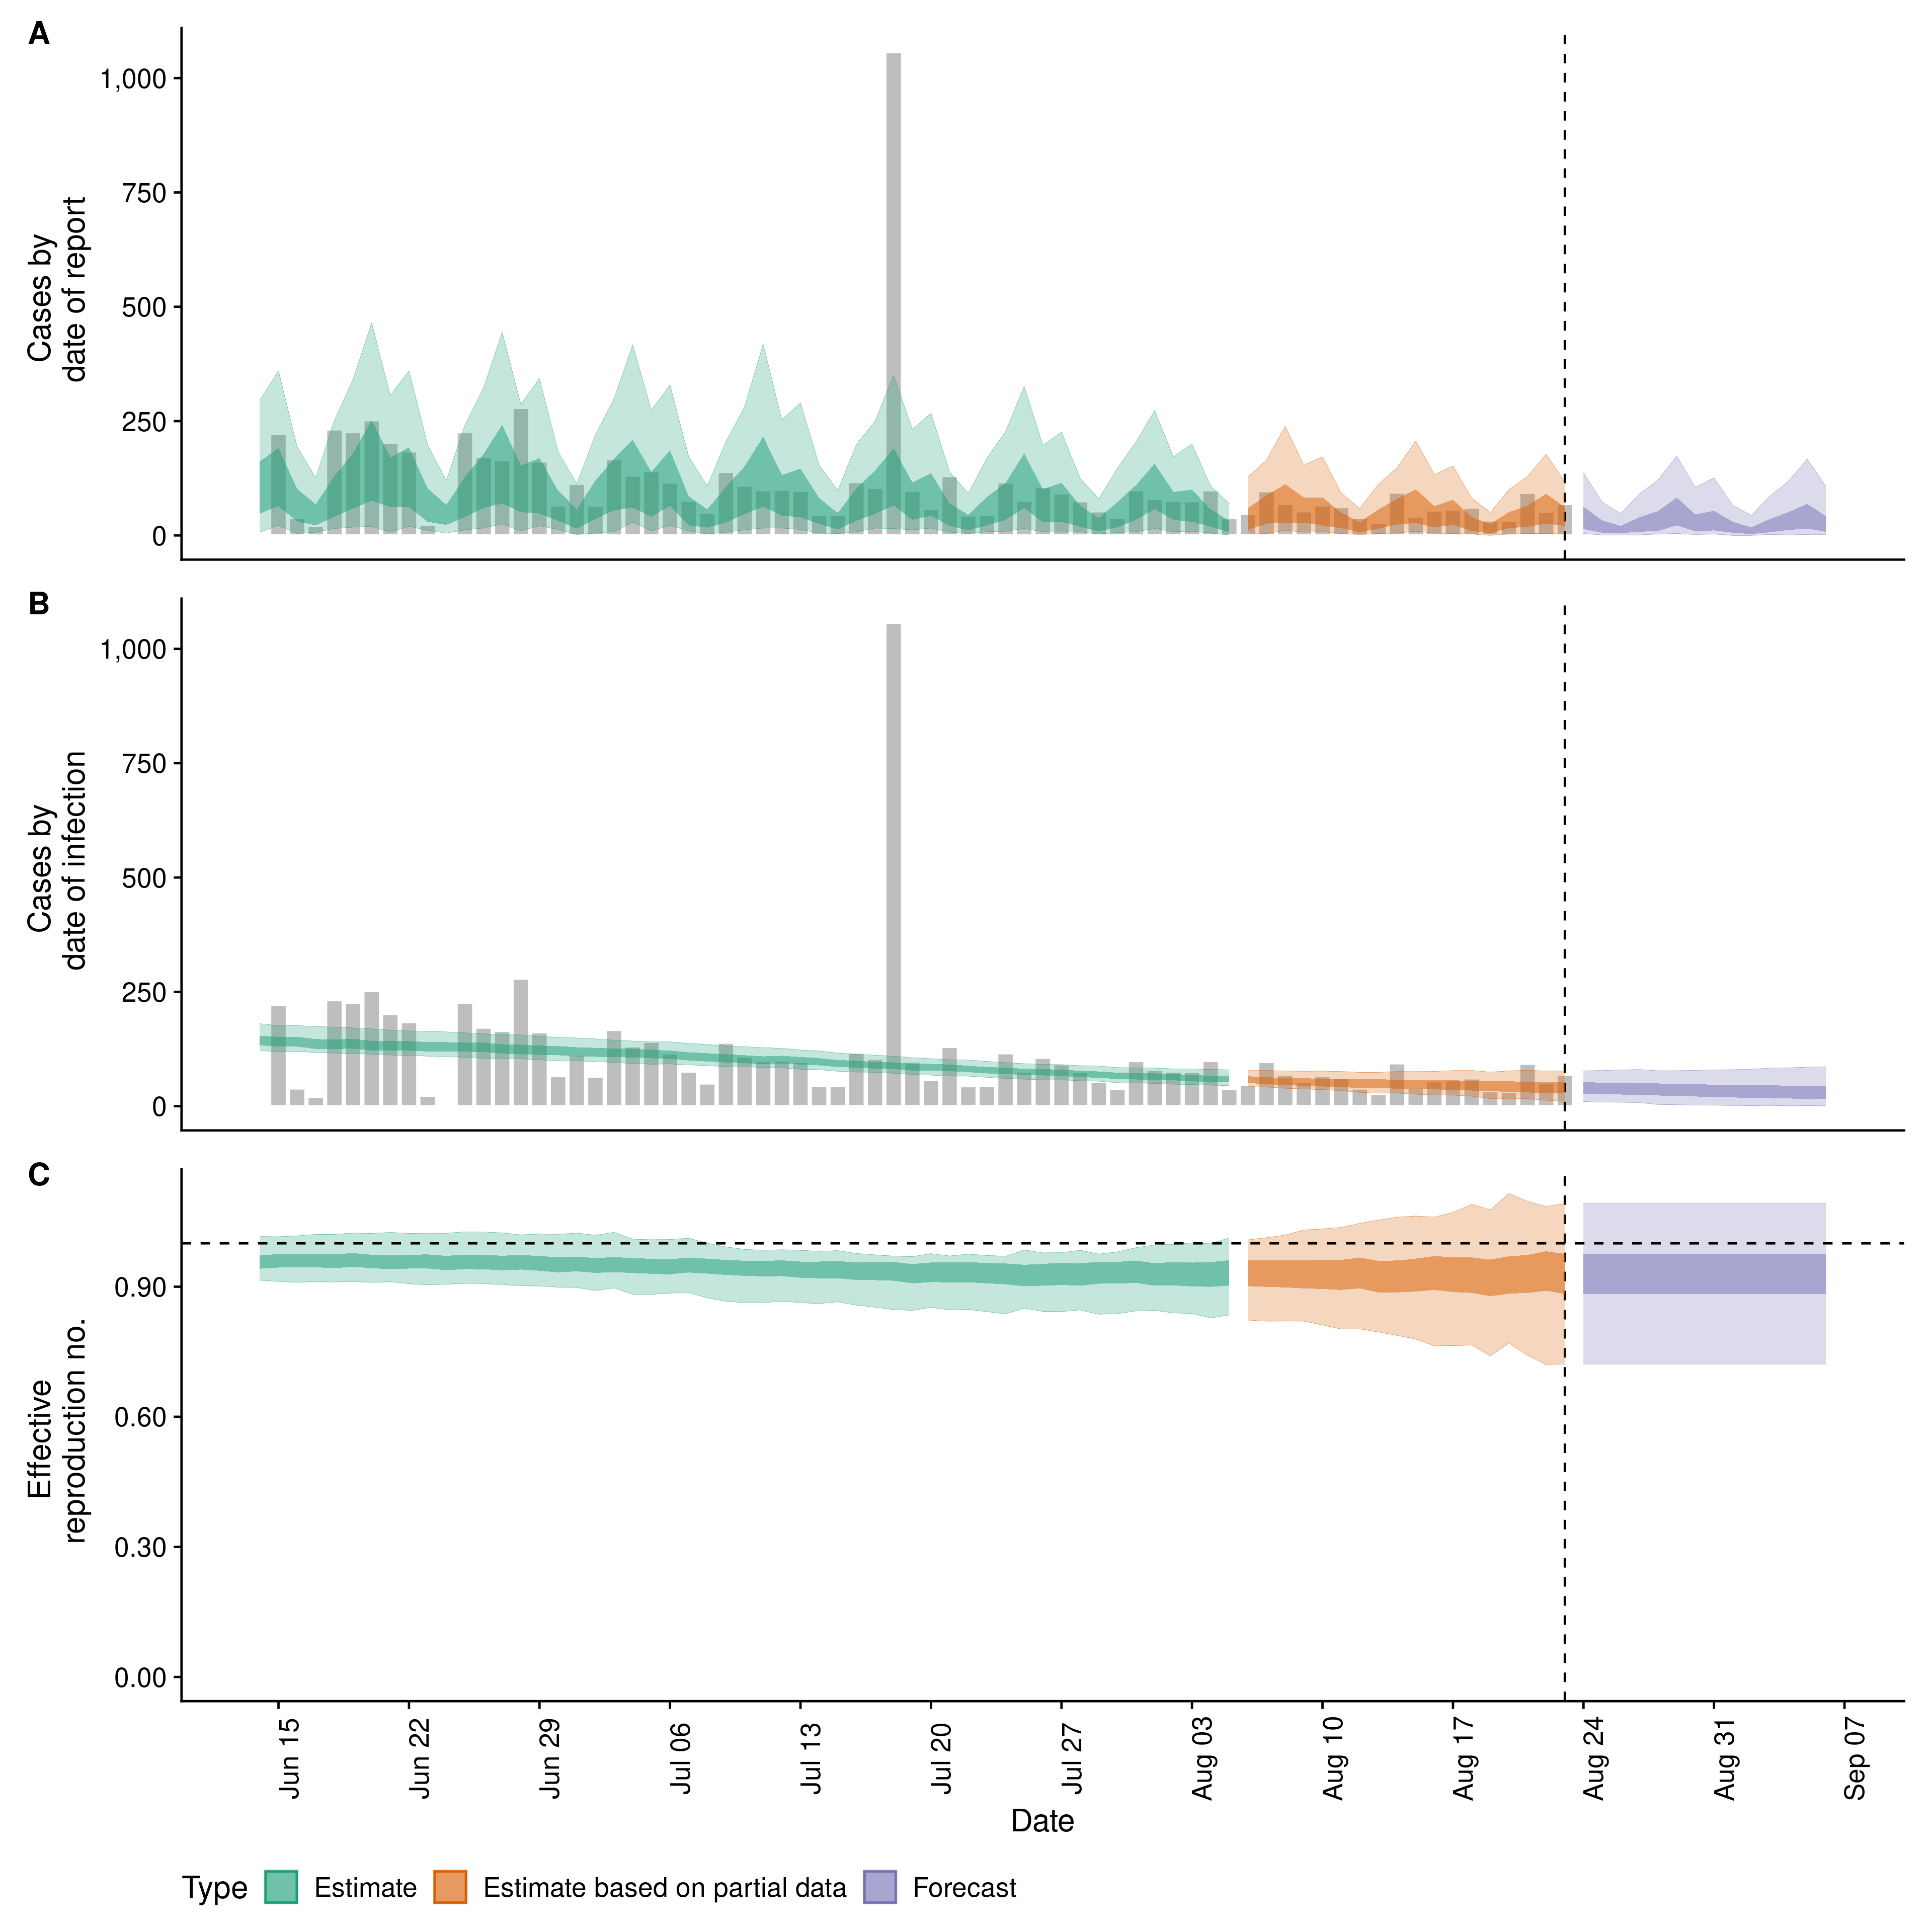 A
1,000
750
500
250
0
Cases by
date of report
B
1,000
750
500
250
0
Cases by
date of infection
C
0.90
0.60
0.30
0.00
Effective
reproduction no.
Jun 15
Jun 22
Jun 29
Jul 06
Jul 13
Jul 20
Jul 27
Aug 03
Aug 10
Aug 17
Aug 24
Aug 31
Sep 07
Date
Type Estimate Estimate based on partial data Forecast